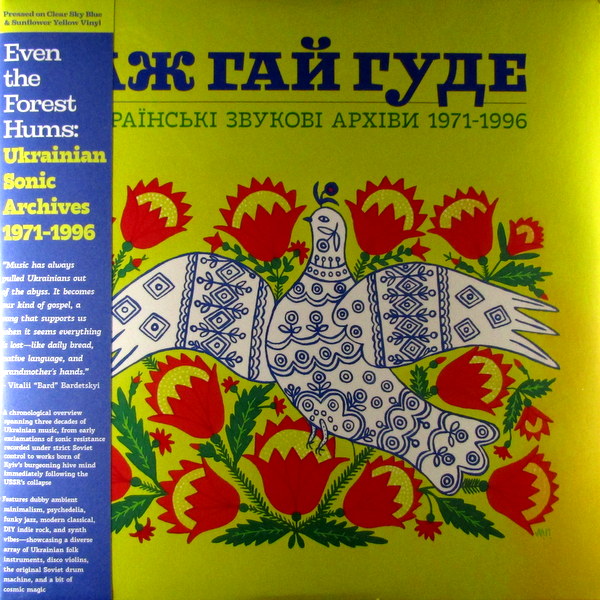 Pressed on Clear Sky Blue
& Sunflower Yellow Vinyl
Even
the
Forest
Hums:
Ukrainian
Sonic
Archives
1971-1996
"Music has always
pulled Ukrainians out
of the abyss. It becomes
our kind of gospel, a
song that supports us
when it seems everything
is lost—like daily bread,
native language, and
grandmother's hands."
- Vitalii "Bard" Bardetskyi
A chronological overview
spanning three decades of
Ukrainian music, from early
exclamations of sonic resistance
recorded under strict Soviet
control to works born of
Kyiv's burgeoning hive mind
immediately following the
USSR's collapse
Features dubby ambient
minimalism, psychedelia,
funky jazz, modern classical,
DIY indie rock, and synth
vibes—showcasing a diverse
array of Ukrainian folk
instruments, disco violins,
the original Soviet drum
machine, and a bit of
cosmic magic
АЖ ГАЙ ГУДЕ
РАЇНСЬКІ ЗВУКОВІ АРХІВИ 1971-1996